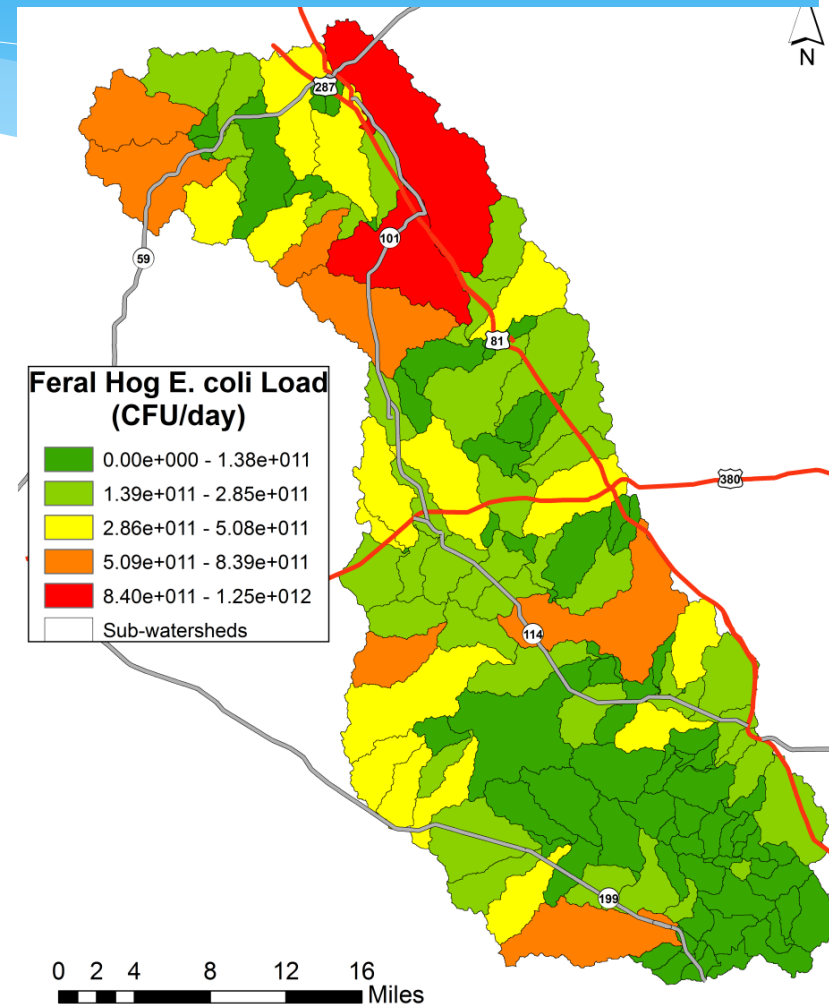 N
287
59
101
81
Feral Hog E. coli Load
(CFU/day)
0.00e+000 - 1.38e+011
1.39e+011 - 2.85e+011
2.86e+011 - 5.08e+011
5.09e+011 - 8.39e+011
8.40e+011 - 1.25e+012
Sub-watersheds
380
114
199
0 2 4 8 12 16
Miles